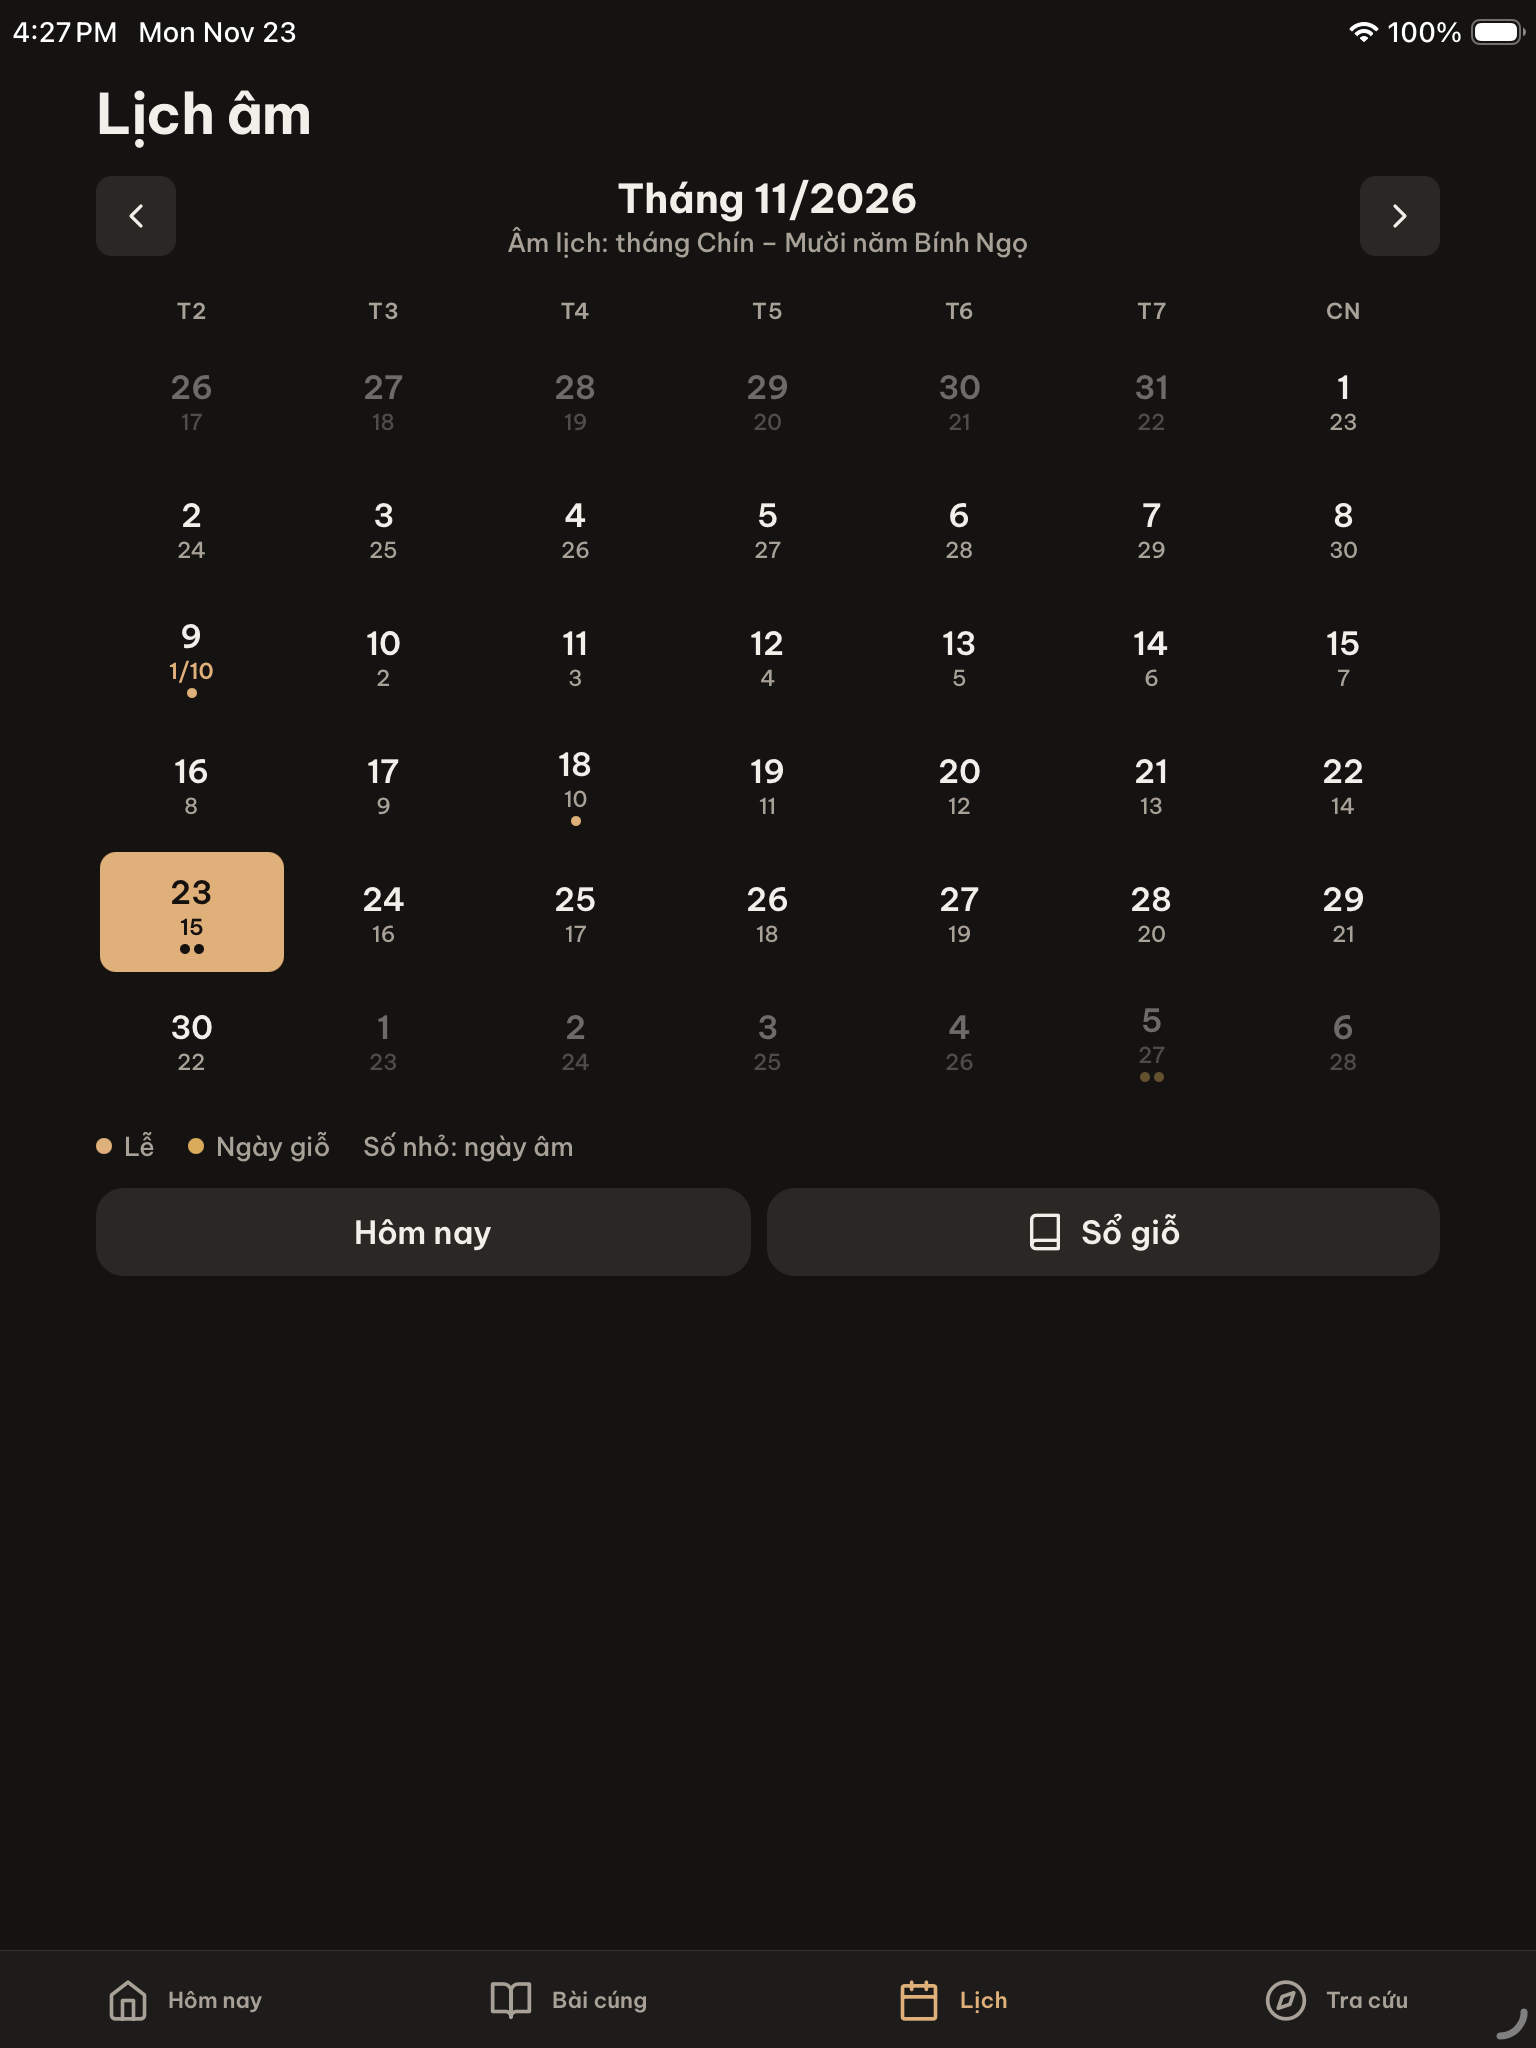 4:27 PM Mon Nov 23 100%
Lịch âm
Tháng 11/2026
Âm lịch: tháng Chín – Mười năm Bính Ngọ
T2 T3 T4 T5 T6 T7 CN
26 27 28 29 30 31 1
17 18 19 20 21 22 23
2 3 4 5 6 7 8
24 25 26 27 28 29 30
9 10 11 12 13 14 15
1/10 2 3 4 5 6 7
16 17 18 19 20 21 22
8 9 10 11 12 13 14
23 24 25 26 27 28 29
15 16 17 18 19 20 21
30 1 2 3 4 5 6
22 23 24 25 26 27 28
Lễ Ngày giỗ Số nhỏ: ngày âm
Hôm nay Sổ giỗ
Hôm nay Bài cúng Lịch Tra cứu